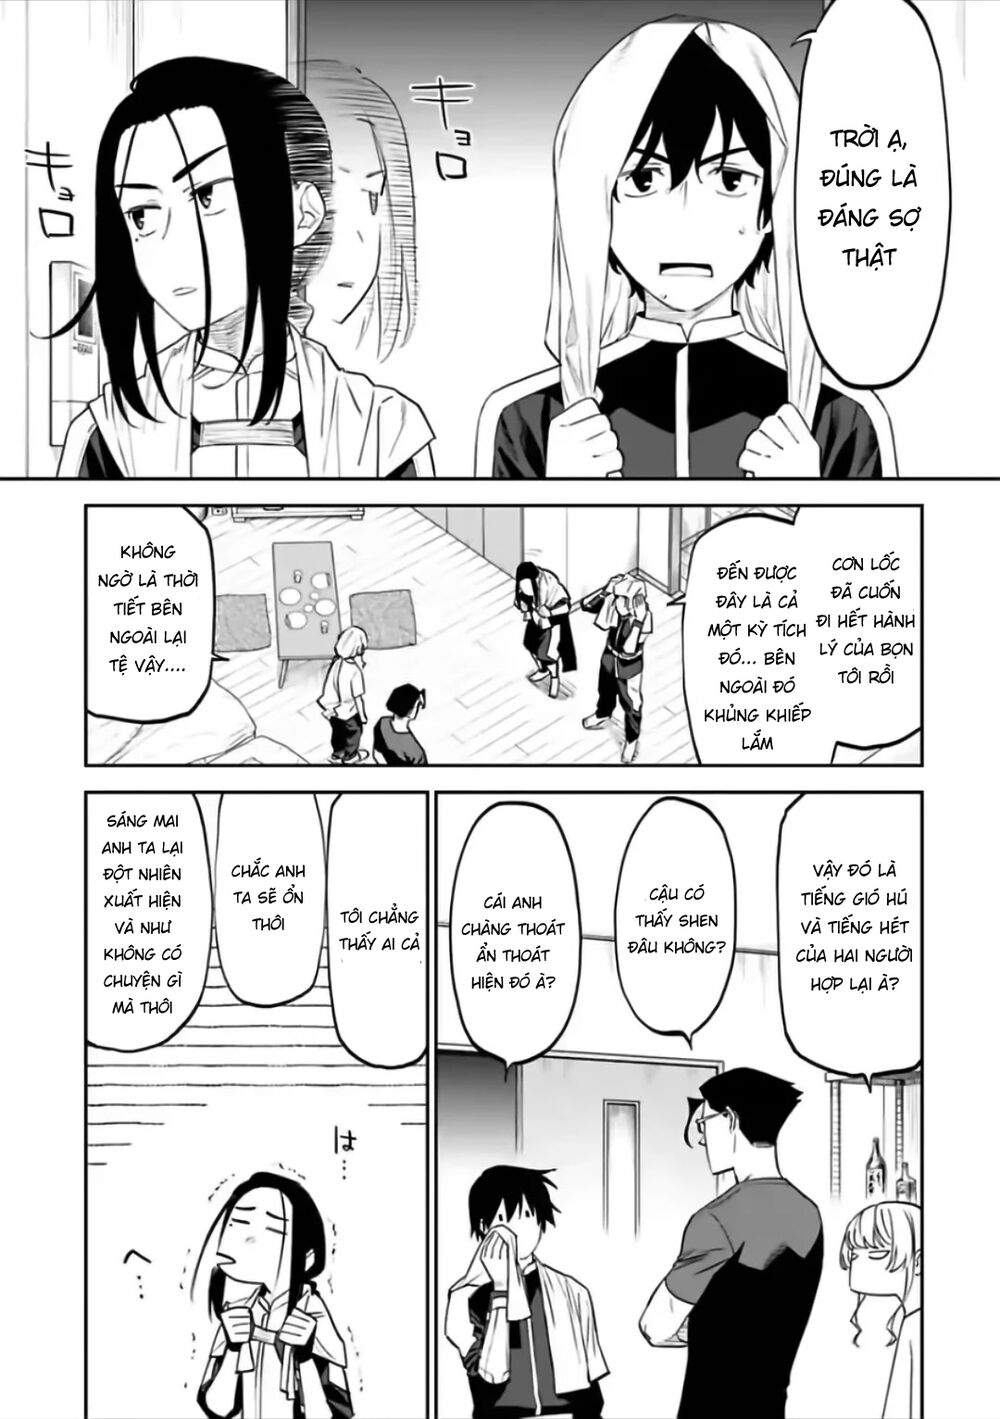 TRỜI Ạ,
ĐÚNG LÀ
ĐÁNG SỢ
THẬT
キョロ
キョロ
CƠN LỐC
ĐÃ CUỐN
ĐI HẾT HÀNH
LÝ CỦA BỌN
TÔI RỒI
ĐẾN ĐƯỢC
ĐÂY LÀ CẢ
MỘT KỲ TÍCH
ĐÓ... BÊN
NGOÀI ĐÓ
KHỦNG KHIẾP
LẮM
KHÔNG
NGỜ LÀ THỜI
TIẾT BÊN
NGOÀI LẠI
TỆ VẬY....
VẬY ĐÓ LÀ
TIẾNG GIÓ HÚ
VÀ TIẾNG HÉT
CỦA HAI NGƯỜI
HỢP LẠI À?
CẬU CÓ
THẤY SHEN
ĐÂU KHÔNG?
CÁI ANH
CHÀNG THOÁT
ẨN THOÁT
HIỆN ĐÓ À?
TÔI CHẲNG
THẤY AI CẢ
CHẮC ANH
TA SẼ ỔN
THÔI
SÁNG MAI
ANH TA LẠI
ĐỘT NHIÊN
XUẤT HIỆN
VÀ NHƯ
KHÔNG CÓ
CHUYỆN GÌ
MÀ THÔI
は…
へ…